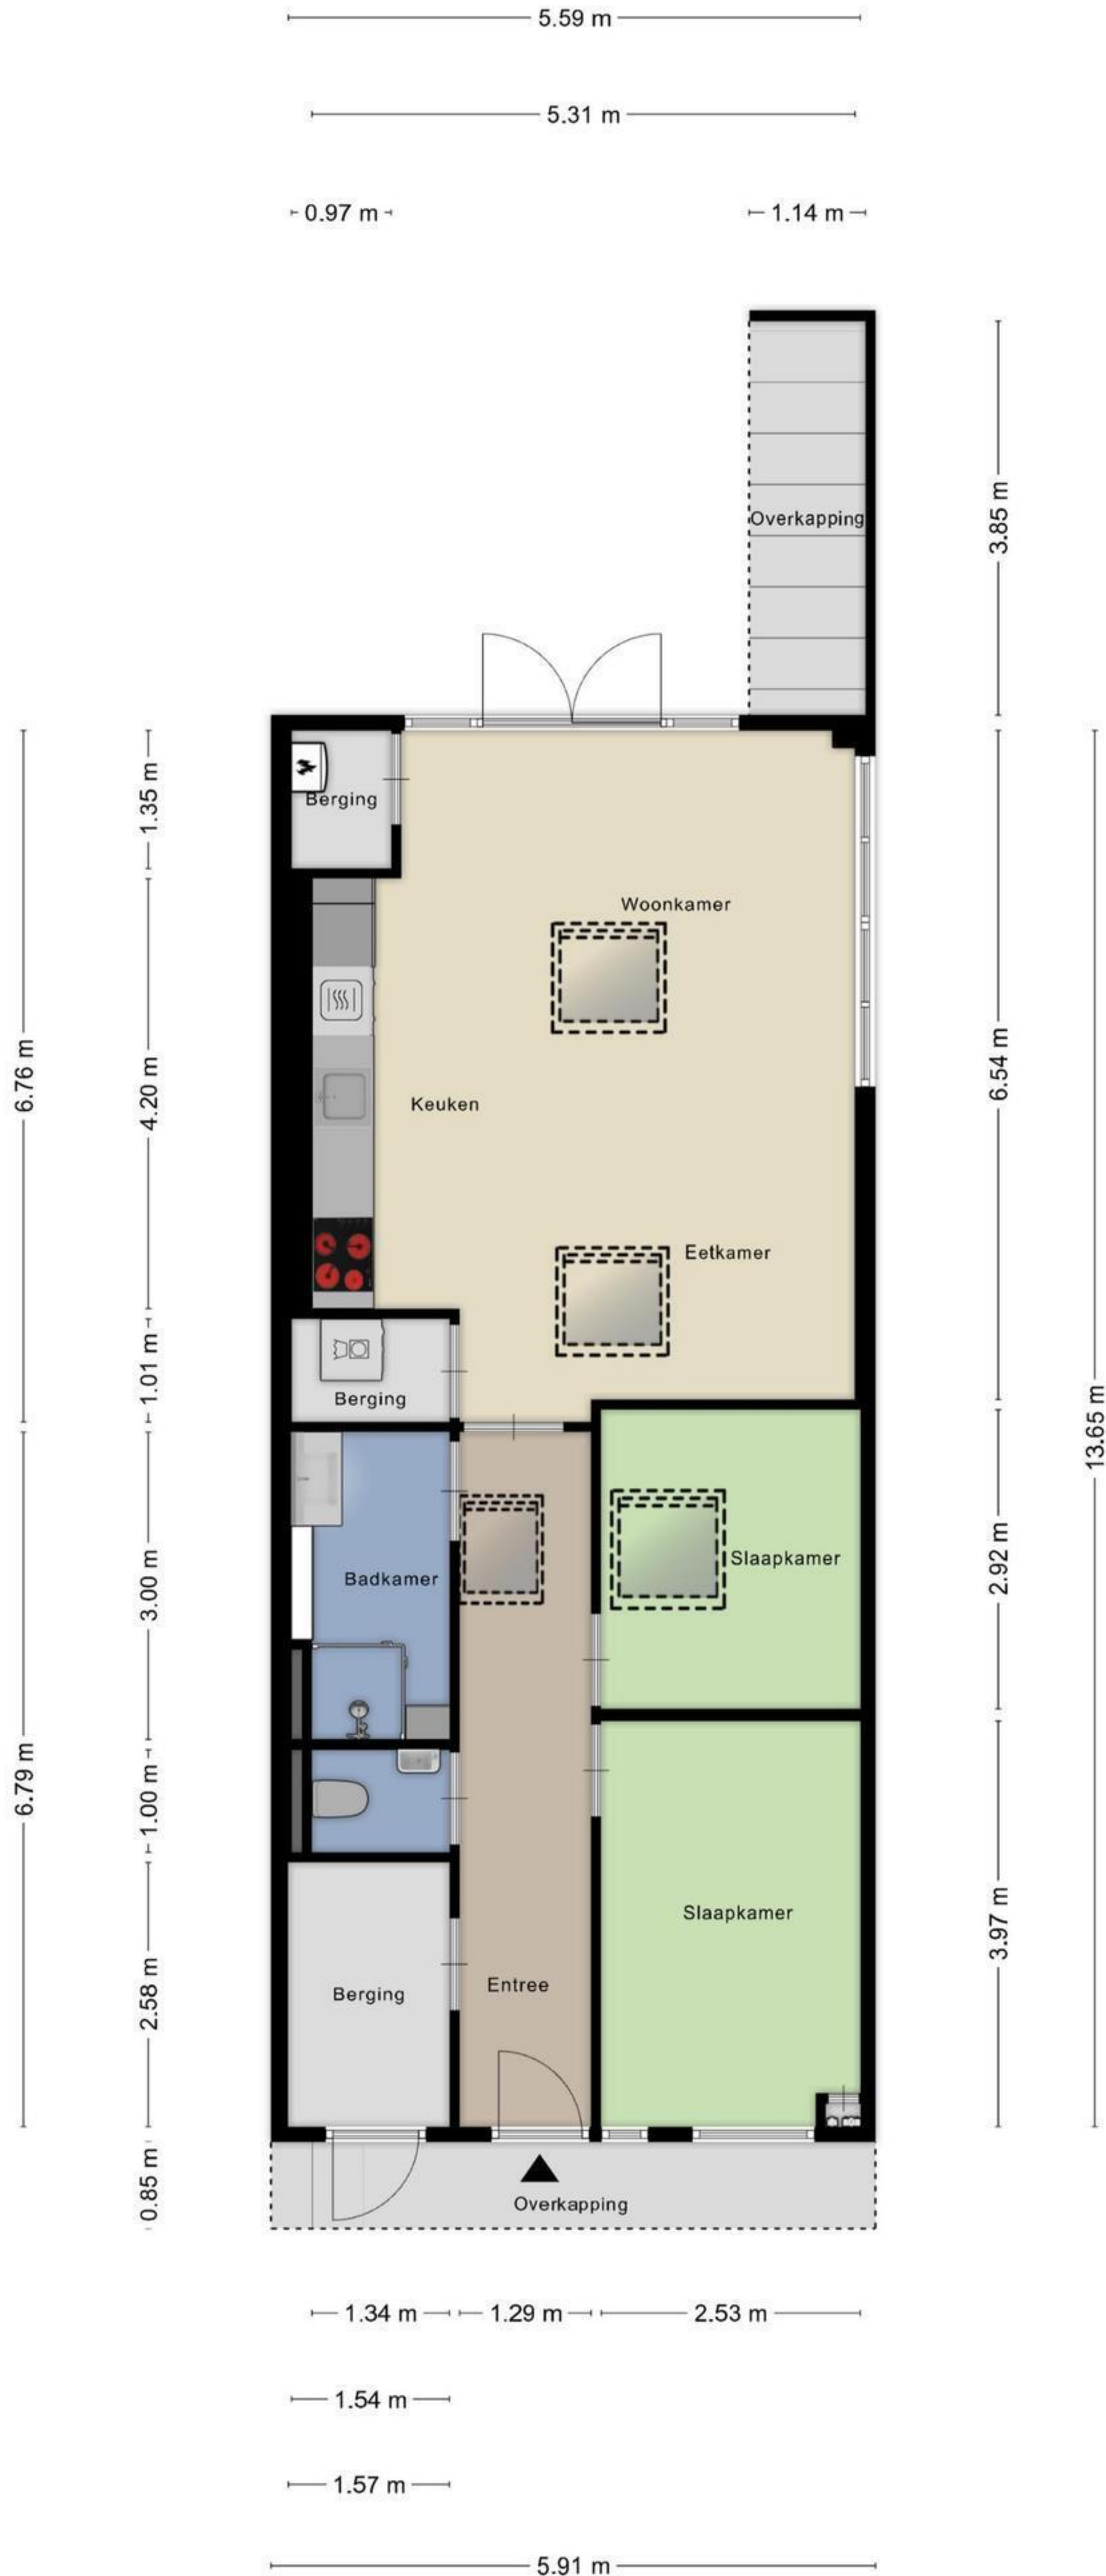 5.59 m
5.31 m
0.97 m
1.14 m
Overkapping
3.85 m
1.35 m
Berging
Woonkamer
6.76 m
4.20 m
Keuken
6.54 m
Eetkamer
1.01 m
Berging
13.65 m
3.00 m
Badkamer
Slaapkamer
2.92 m
6.79 m
1.00 m
Slaapkamer
3.97 m
2.58 m
Berging
Entree
0.85 m
Overkapping
1.34 m
1.29 m
2.53 m
1.54 m
1.57 m
5.91 m